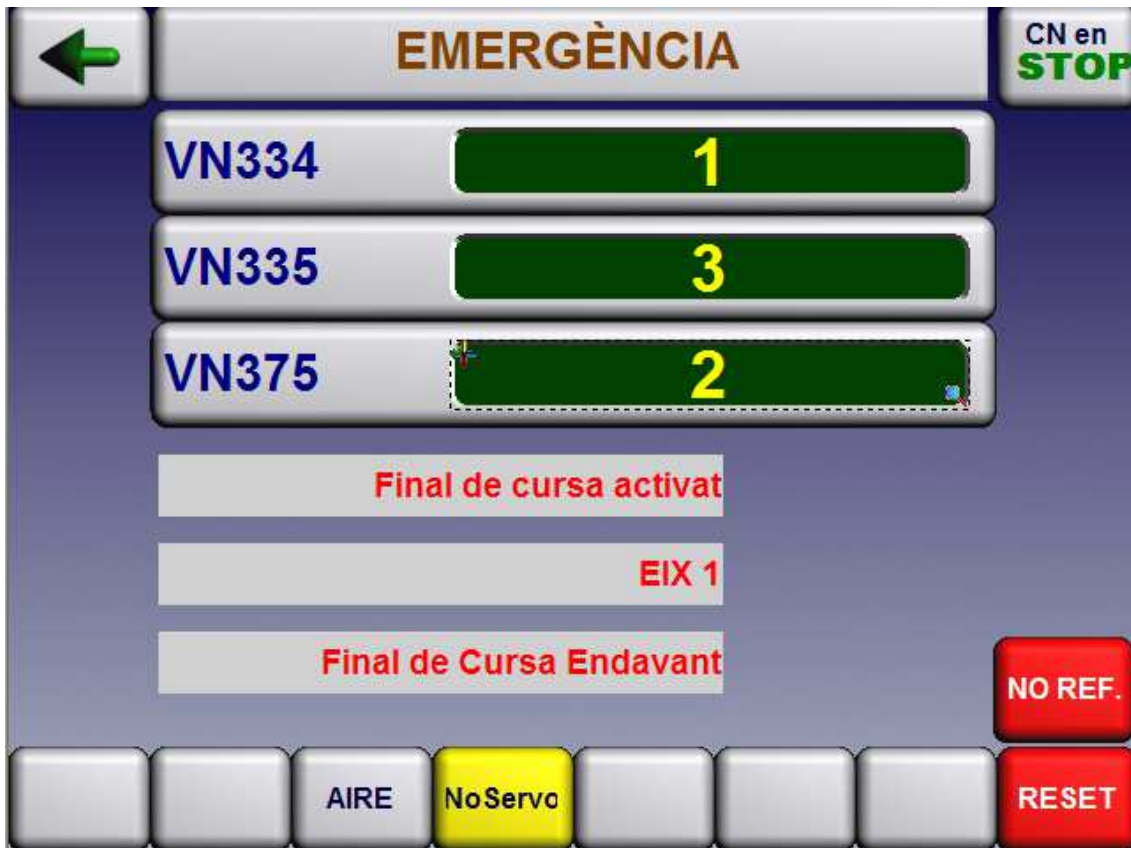 EMERGÈNCIA
CN en
STOP
VN334 1
VN335 3
VN375 2
Final de cursa activat
EIX 1
Final de Cursa Endavant
NO REF.
AIRE NoServo RESET